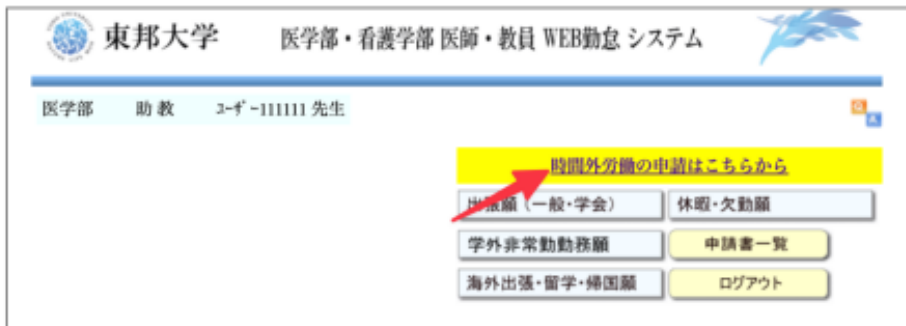 東邦大学 医学部・看護学部 医師・教員 WEB勤怠 システム
医学部 助教 ユーザー111111 先生
時間外労働の申請はこちらから
出張願（一般・学会） 休暇・欠勤願
学外非常勤勤務願 申請書一覧
海外出張・留学・帰国願 ログアウト